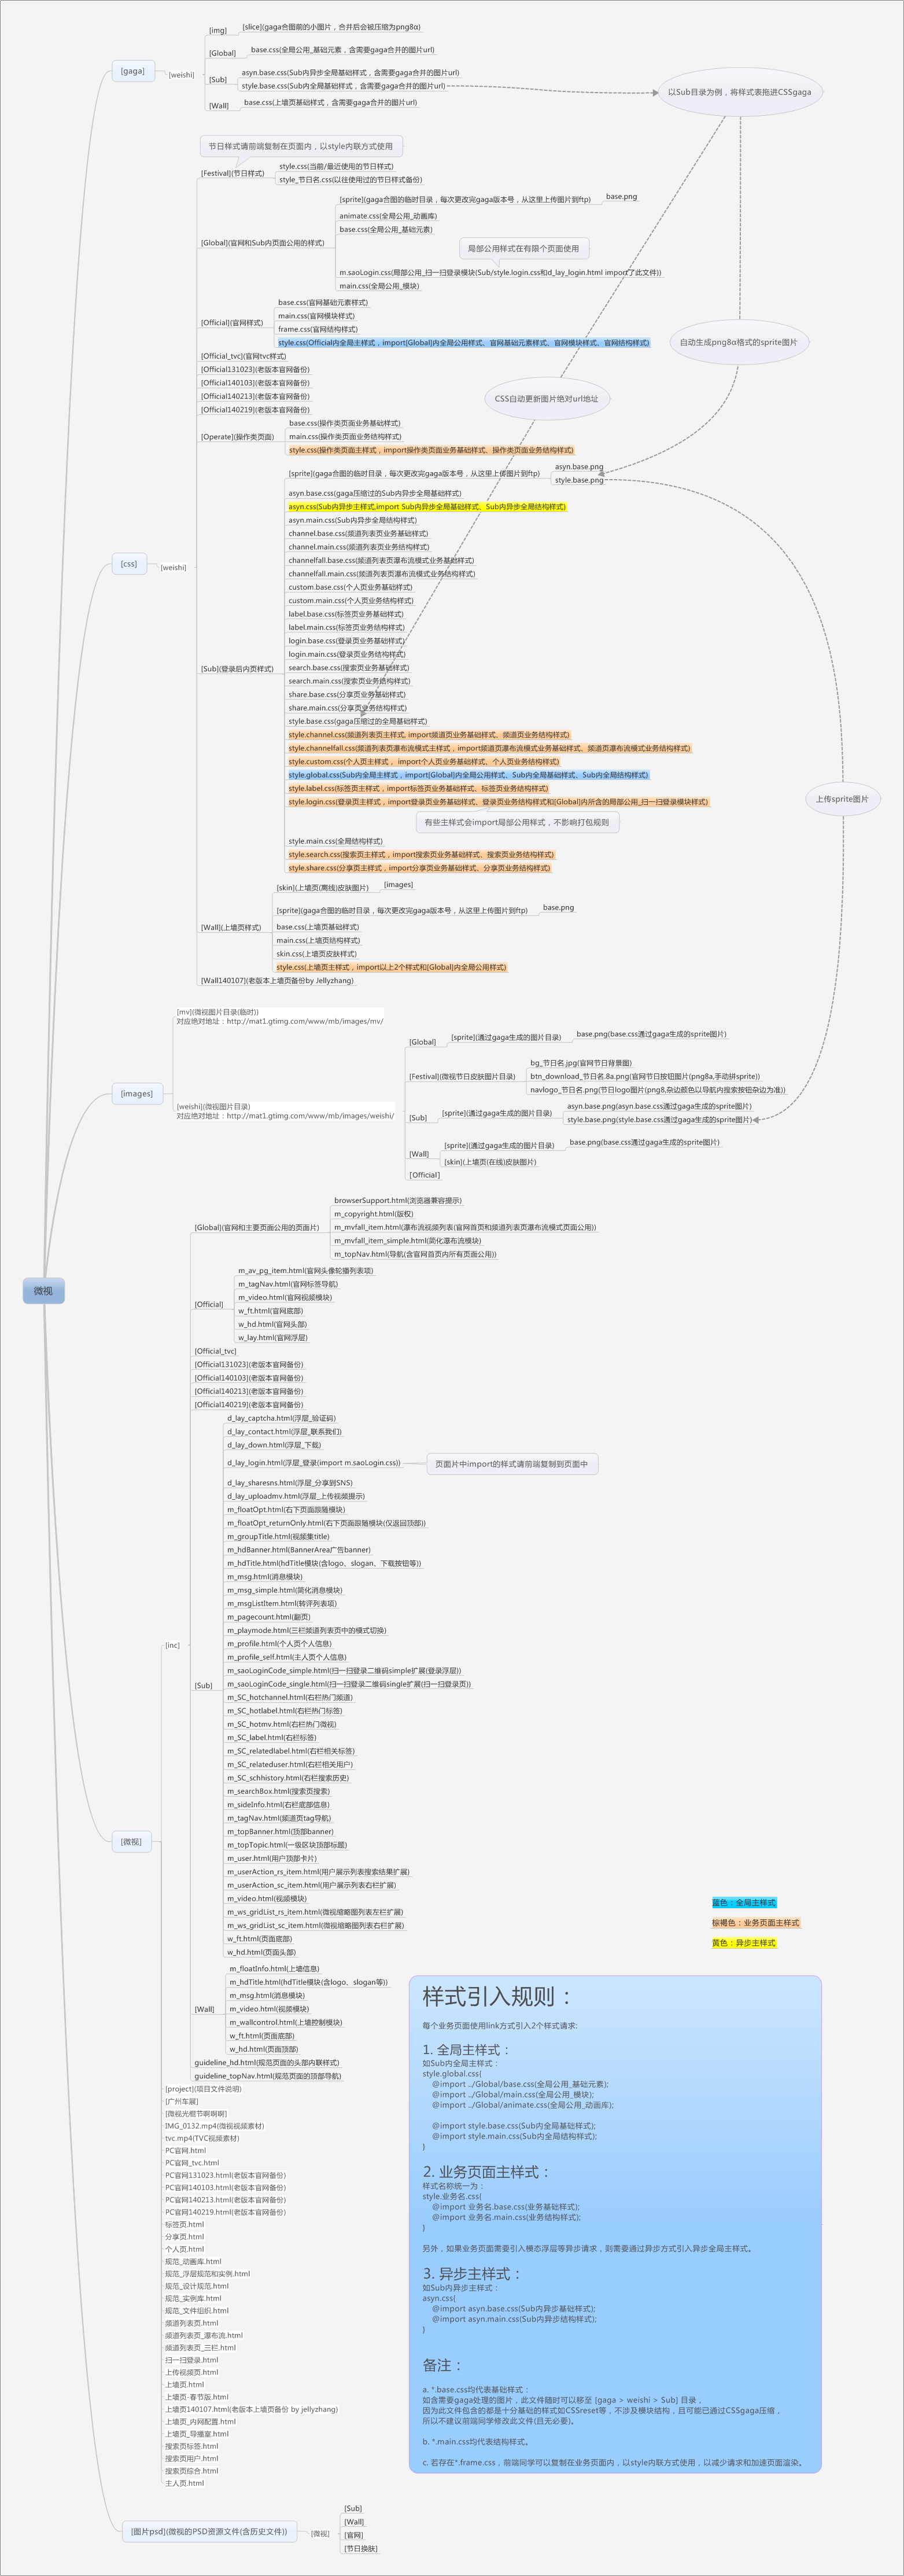 微视
[gaga]
[weishi]
[img]
[slice](gaga合图前的小图片，合并后会被压缩为png8α)
[Global]
base.css(全局公用_基础元素，含需要gaga合并的图片url)
[Sub]
asyn.base.css(Sub内异步全局基础样式，含需要gaga合并的图片url)
style.base.css(Sub内全局基础样式，含需要gaga合并的图片url)
[Wall]
base.css(上墙页基础样式，含需要gaga合并的图片url)
以Sub目录为例，将样式表拖进CSSgaga
自动生成png8α格式的sprite图片
CSS自动更新图片绝对url地址
上传sprite图片
[css]
[weishi]
节日样式请前端复制在页面内，以style内联方式使用
[Festival](节日样式)
style.css(当前/最近使用的节日样式)
style_节日名.css(以往使用过的节日样式备份)
[Global](官网和Sub内页面公用的样式)
[sprite](gaga合图的临时目录，每次更改完gaga版本号，从这里上传图片到ftp)
base.png
animate.css(全局公用_动画库)
base.css(全局公用_基础元素)
局部公用样式在有限个页面使用
m.saoLogin.css(局部公用_扫一扫登录模块(Sub/style.login.css和d_lay_login.html import了此文件))
main.css(全局公用_模块)
[Official](官网样式)
base.css(官网基础元素样式)
main.css(官网模块样式)
frame.css(官网结构样式)
style.css(Official内全局主样式，import[Global]内全局公用样式、官网基础元素样式、官网模块样式、官网结构样式)
[Official_tvc](官网tvc样式)
[Official131023](老版本官网备份)
[Official140103](老版本官网备份)
[Official140213](老版本官网备份)
[Official140219](老版本官网备份)
[Operate](操作类页面)
base.css(操作类页面业务基础样式)
main.css(操作类页面业务结构样式)
style.css(操作类页面主样式，import操作类页面业务基础样式、操作类页面业务结构样式)
[Sub](登录后内页样式)
[sprite](gaga合图的临时目录，每次更改完gaga版本号，从这里上传图片到ftp)
asyn.base.png
style.base.png
asyn.base.css(gaga压缩过的Sub内异步全局基础样式)
asyn.css(Sub内异步主样式,import Sub内异步全局基础样式、Sub内异步全局结构样式)
asyn.main.css(Sub内异步全局结构样式)
channel.base.css(频道列表页业务基础样式)
channel.main.css(频道列表页业务结构样式)
channelfall.base.css(频道列表页瀑布流模式业务基础样式)
channelfall.main.css(频道列表页瀑布流模式业务结构样式)
custom.base.css(个人页业务基础样式)
custom.main.css(个人页业务结构样式)
label.base.css(标签页业务基础样式)
label.main.css(标签页业务结构样式)
login.base.css(登录页业务基础样式)
login.main.css(登录页业务结构样式)
search.base.css(搜索页业务基础样式)
search.main.css(搜索页业务结构样式)
share.base.css(分享页业务基础样式)
share.main.css(分享页业务结构样式)
style.base.css(gaga压缩过的全局基础样式)
style.channel.css(频道列表页主样式, import频道页业务基础样式、频道页业务结构样式)
style.channelfall.css(频道列表页瀑布流模式主样式，import频道页瀑布流模式业务基础样式、频道页瀑布流模式业务结构样式)
style.custom.css(个人页主样式 ，import个人页业务基础样式、个人页业务结构样式)
style.global.css(Sub内全局主样式，import[Global]内全局公用样式、Sub内全局基础样式、Sub内全局结构样式)
style.label.css(标签页主样式，import标签页业务基础样式、标签页业务结构样式)
style.login.css(登录页主样式，import登录页业务基础样式、登录页业务结构样式和[Global]内所含的局部公用_扫一扫登录模块样式)
有些主样式会import局部公用样式，不影响打包规则
style.main.css(全局结构样式)
style.search.css(搜索页主样式，import搜索页业务基础样式、搜索页业务结构样式)
style.share.css(分享页主样式，import分享页业务基础样式、分享页业务结构样式)
[Wall](上墙页样式)
[skin](上墙页(离线)皮肤图片)
[images]
[sprite](gaga合图的临时目录，每次更改完gaga版本号，从这里上传图片到ftp)
base.png
base.css(上墙页基础样式)
main.css(上墙页结构样式)
skin.css(上墙页皮肤样式)
style.css(上墙页主样式，import以上2个样式和[Global]内全局公用样式)
[Wall140107](老版本上墙页备份by Jellyzhang)
[images]
[mv](微视图片目录(临时))
对应绝对地址：http://mat1.gtimg.com/www/mb/images/mv/
[weishi](微视图片目录)
对应绝对地址：http://mat1.gtimg.com/www/mb/images/weishi/
[Global]
[sprite](通过gaga生成的图片目录)
base.png(base.css通过gaga生成的sprite图片)
[Festival](微视节日皮肤图片目录)
bg_节日名.jpg(官网节日背景图)
btn_download_节日名.8a.png(官网节日按钮图片(png8a,手动拼sprite))
navlogo_节日名.png(节日logo图片(png8,杂边颜色以导航内搜索按钮杂边为准))
[Sub]
[sprite](通过gaga生成的图片目录)
asyn.base.png(asyn.base.css通过gaga生成的sprite图片)
style.base.png(style.base.css通过gaga生成的sprite图片)
[Wall]
[sprite](通过gaga生成的图片目录)
base.png(base.css通过gaga生成的sprite图片)
[skin](上墙页(在线)皮肤图片)
[Official]
[微视]
[inc]
[Global](官网和主要页面公用的页面片)
browserSupport.html(浏览器兼容提示)
m_copyright.html(版权)
m_mvfall_item.html(瀑布流视频列表(官网首页和频道列表页瀑布流模式页面公用))
m_mvfall_item_simple.html(简化瀑布流模块)
m_topNav.html(导航(含官网首页内所有页面公用))
[Official]
m_av_pg_item.html(官网头像轮播列表项)
m_tagNav.html(官网标签导航)
m_video.html(官网视频模块)
w_ft.html(官网底部)
w_hd.html(官网头部)
w_lay.html(官网浮层)
[Official_tvc]
[Official131023](老版本官网备份)
[Official140103](老版本官网备份)
[Official140213](老版本官网备份)
[Official140219](老版本官网备份)
[Sub]
d_lay_captcha.html(浮层_验证码)
d_lay_contact.html(浮层_联系我们)
d_lay_down.html(浮层_下载)
d_lay_login.html(浮层_登录(import m.saoLogin.css))
页面片中import的样式请前端复制到页面中
d_lay_sharesns.html(浮层_分享到SNS)
d_lay_uploadmv.html(浮层_上传视频提示)
m_floatOpt.html(右下页面跟随模块)
m_floatOpt_returnOnly.html(右下页面跟随模块(仅返回顶部))
m_groupTitle.html(视频集title)
m_hdBanner.html(BannerArea广告banner)
m_hdTitle.html(hdTitle模块(含logo、slogan、下载按钮等))
m_msg.html(消息模块)
m_msg_simple.html(简化消息模块)
m_msgListItem.html(转评列表项)
m_pagecount.html(翻页)
m_playmode.html(三栏频道列表页中的模式切换)
m_profile.html(个人页个人信息)
m_profile_self.html(主人页个人信息)
m_saoLoginCode_simple.html(扫一扫登录二维码simple扩展(登录浮层))
m_saoLoginCode_single.html(扫一扫登录二维码single扩展(扫一扫登录页))
m_SC_hotchannel.html(右栏热门频道)
m_SC_hotlabel.html(右栏热门标签)
m_SC_hotmv.html(右栏热门微视)
m_SC_label.html(右栏标签)
m_SC_relatedlabel.html(右栏相关标签)
m_SC_relateduser.html(右栏相关用户)
m_SC_schhistory.html(右栏搜索历史)
m_searchBox.html(搜索页搜索)
m_sideInfo.html(右栏底部信息)
m_tagNav.html(频道页tag导航)
m_topBanner.html(顶部banner)
m_topTopic.html(一级区块顶部标题)
m_user.html(用户顶部卡片)
m_userAction_rs_item.html(用户展示列表搜索结果扩展)
m_userAction_sc_item.html(用户展示列表右栏扩展)
m_video.html(视频模块)
m_ws_gridList_rs_item.html(微视缩略图列表左栏扩展)
m_ws_gridList_sc_item.html(微视缩略图列表右栏扩展)
w_ft.html(页面底部)
w_hd.html(页面头部)
[Wall]
m_floatInfo.html(上墙信息)
m_hdTitle.html(hdTitle模块(含logo、slogan等))
m_msg.html(消息模块)
m_video.html(视频模块)
m_wallcontrol.html(上墙控制模块)
w_ft.html(页面底部)
w_hd.html(页面顶部)
guideline_hd.html(规范页面的头部内联样式)
guideline_topNav.html(规范页面的顶部导航)
[project](项目文件说明)
[广州车展]
[微视光棍节啊啊啊]
IMG_0132.mp4(微视视频素材)
tvc.mp4(TVC视频素材)
PC官网.html
PC官网_tvc.html
PC官网131023.html(老版本官网备份)
PC官网140103.html(老版本官网备份)
PC官网140213.html(老版本官网备份)
PC官网140219.html(老版本官网备份)
标签页.html
分享页.html
个人页.html
规范_动画库.html
规范_浮层规范和实例.html
规范_设计规范.html
规范_实例库.html
规范_文件组织.html
频道列表页.html
频道列表页_瀑布流.html
频道列表页_三栏.html
扫一扫登录.html
上传视频页.html
上墙页.html
上墙页-春节版.html
上墙页140107.html(老版本上墙页备份 by jellyzhang)
上墙页_内网配置.html
上墙页_导播室.html
搜索页标签.html
搜索页用户.html
搜索页综合.html
主人页.html
[图片psd](微视的PSD资源文件(含历史文件))
[微视]
[Sub]
[Wall]
[官网]
[节日换肤]
蓝色：全局主样式
棕褐色：业务页面主样式
黄色：异步主样式
样式引入规则：
每个业务页面使用link方式引入2个样式请求:
1. 全局主样式：
如Sub内全局主样式：
style.global.css{
@import ../Global/base.css(全局公用_基础元素);
@import ../Global/main.css(全局公用_模块);
@import ../Global/animate.css(全局公用_动画库);
@import style.base.css(Sub内全局基础样式);
@import style.main.css(Sub内全局结构样式);
}
2. 业务页面主样式：
样式名称统一为：
style.业务名.css{
@import 业务名.base.css(业务基础样式);
@import 业务名.main.css(业务结构样式);
}
另外，如果业务页面需要引入模态浮层等异步请求，则需要通过异步方式引入异步全局主样式。
3. 异步主样式：
如Sub内异步主样式：
asyn.css{
@import asyn.base.css(Sub内异步基础样式);
@import asyn.main.css(Sub内异步结构样式);
}
备注：
a. *.base.css均代表基础样式；
如含需要gaga处理的图片，此文件随时可以移至 [gaga > weishi > Sub] 目录，
因为此文件包含的都是十分基础的样式如CSSreset等，不涉及模块结构，且可能已通过CSSgaga压缩，
所以不建议前端同学修改此文件(且无必要)。
b. *.main.css均代表结构样式。
c. 若存在*.frame.css，前端同学可以复制在业务页面内，以style内联方式使用，以减少请求和加速页面渲染。